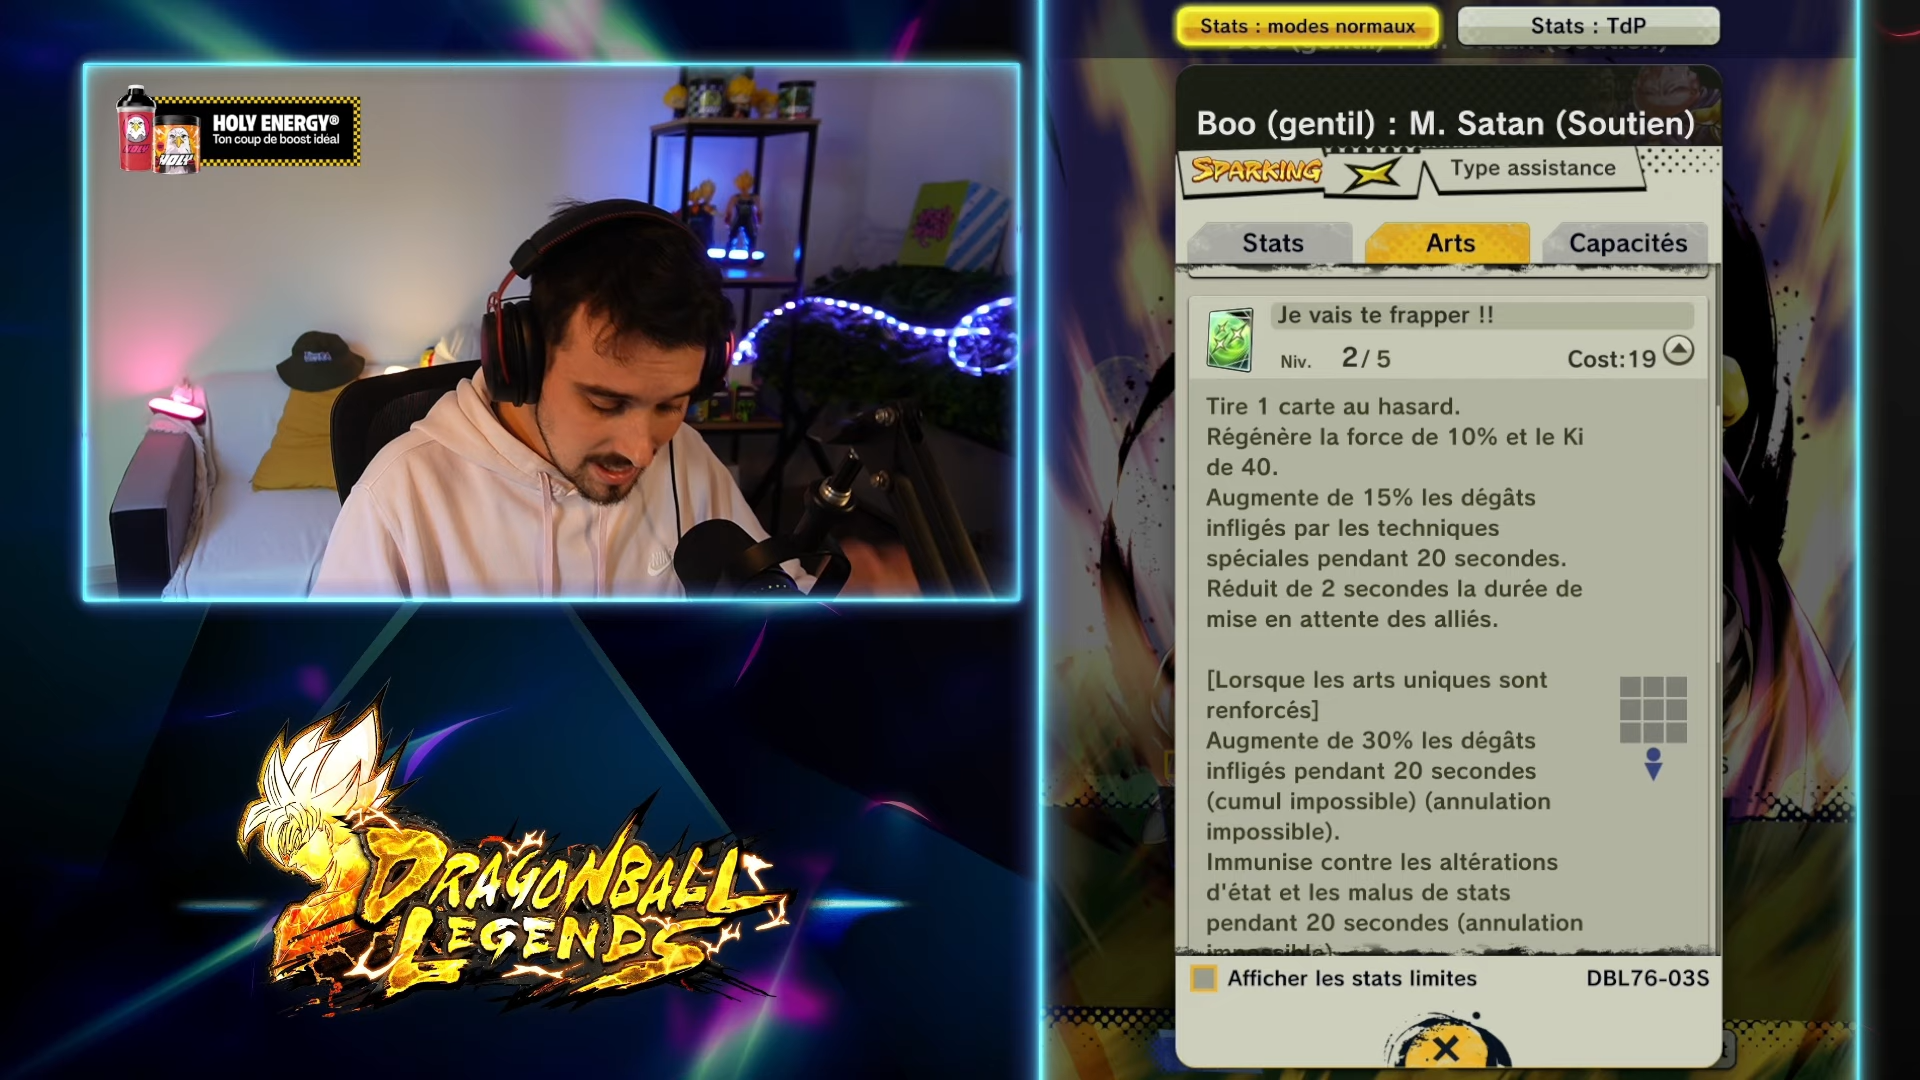 HOLY ENERGY®
Ton coup de boost idéal
HOLY
DRAGONBALL
LEGENDS
Stats : modes normaux
Stats : TdP
Boo (gentil) : M. Satan (Soutien)
SPARKING
Type assistance
Stats
Arts
Capacités
Je vais te frapper !!
Niv. 2/ 5
Cost:19
Tire 1 carte au hasard.
Régénère la force de 10% et le Ki
de 40.
Augmente de 15% les dégâts
infligés par les techniques
spéciales pendant 20 secondes.
Réduit de 2 secondes la durée de
mise en attente des alliés.
[Lorsque les arts uniques sont
renforcés]
Augmente de 30% les dégâts
infligés pendant 20 secondes
(cumul impossible) (annulation
impossible).
Immunise contre les altérations
d'état et les malus de stats
pendant 20 secondes (annulation
impossible)
Afficher les stats limites
DBL76-03S